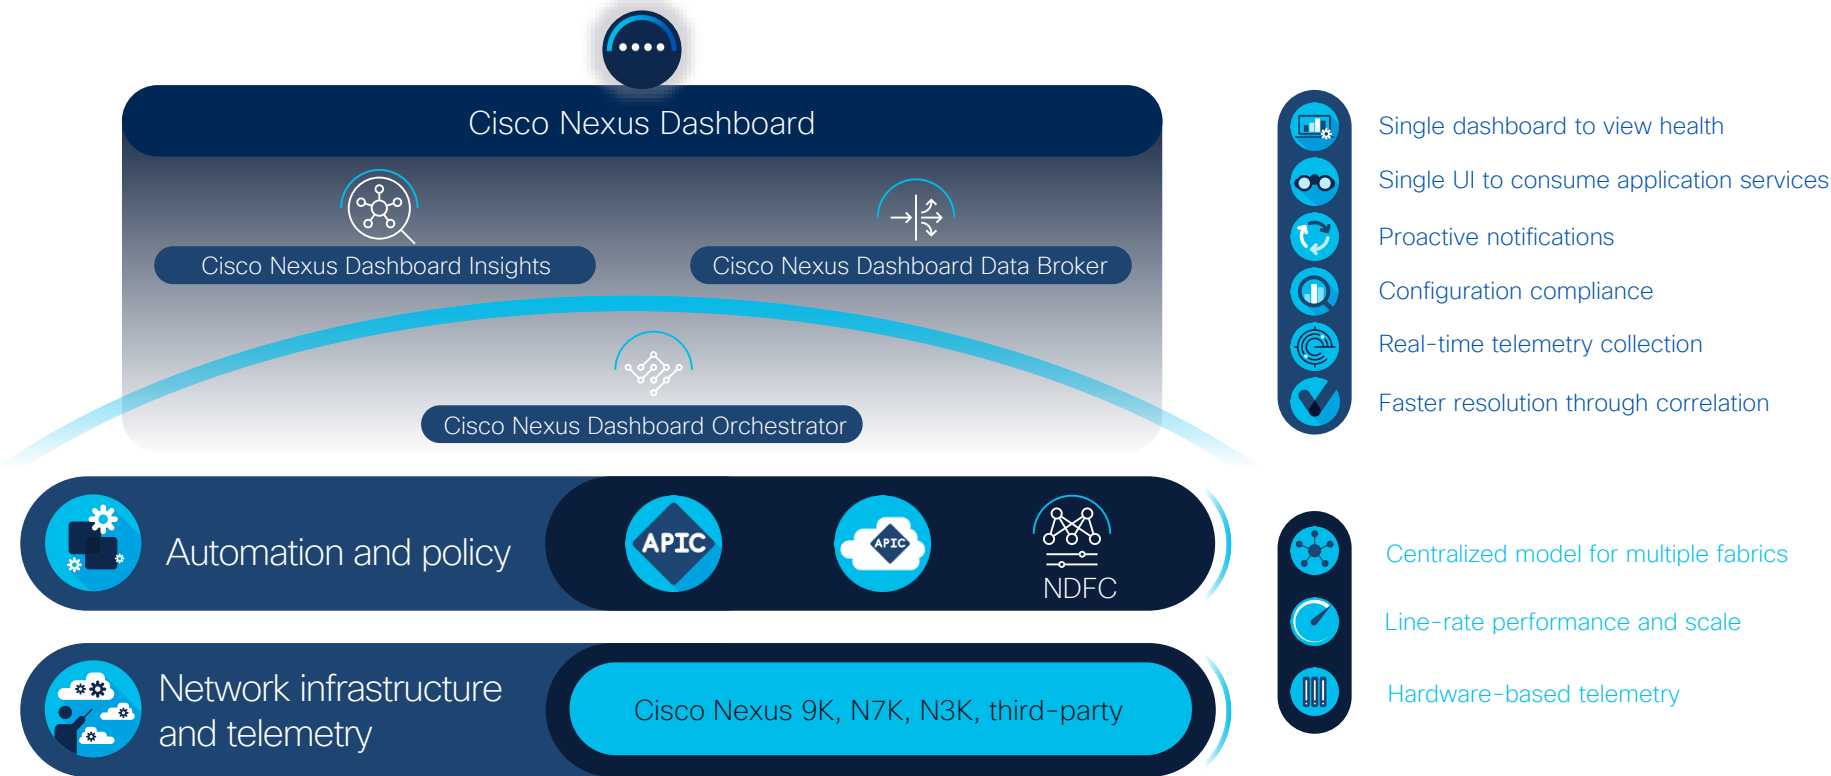 Cisco Nexus Dashboard
Cisco Nexus Dashboard Insights
Cisco Nexus Dashboard Data Broker
Cisco Nexus Dashboard Orchestrator
Automation and policy
APIC
APIC
NDFC
Network infrastructure
and telemetry
Cisco Nexus 9K, N7K, N3K, third-party
Single dashboard to view health
Single UI to consume application services
Proactive notifications
Configuration compliance
Real-time telemetry collection
Faster resolution through correlation
Centralized model for multiple fabrics
Line-rate performance and scale
Hardware-based telemetry